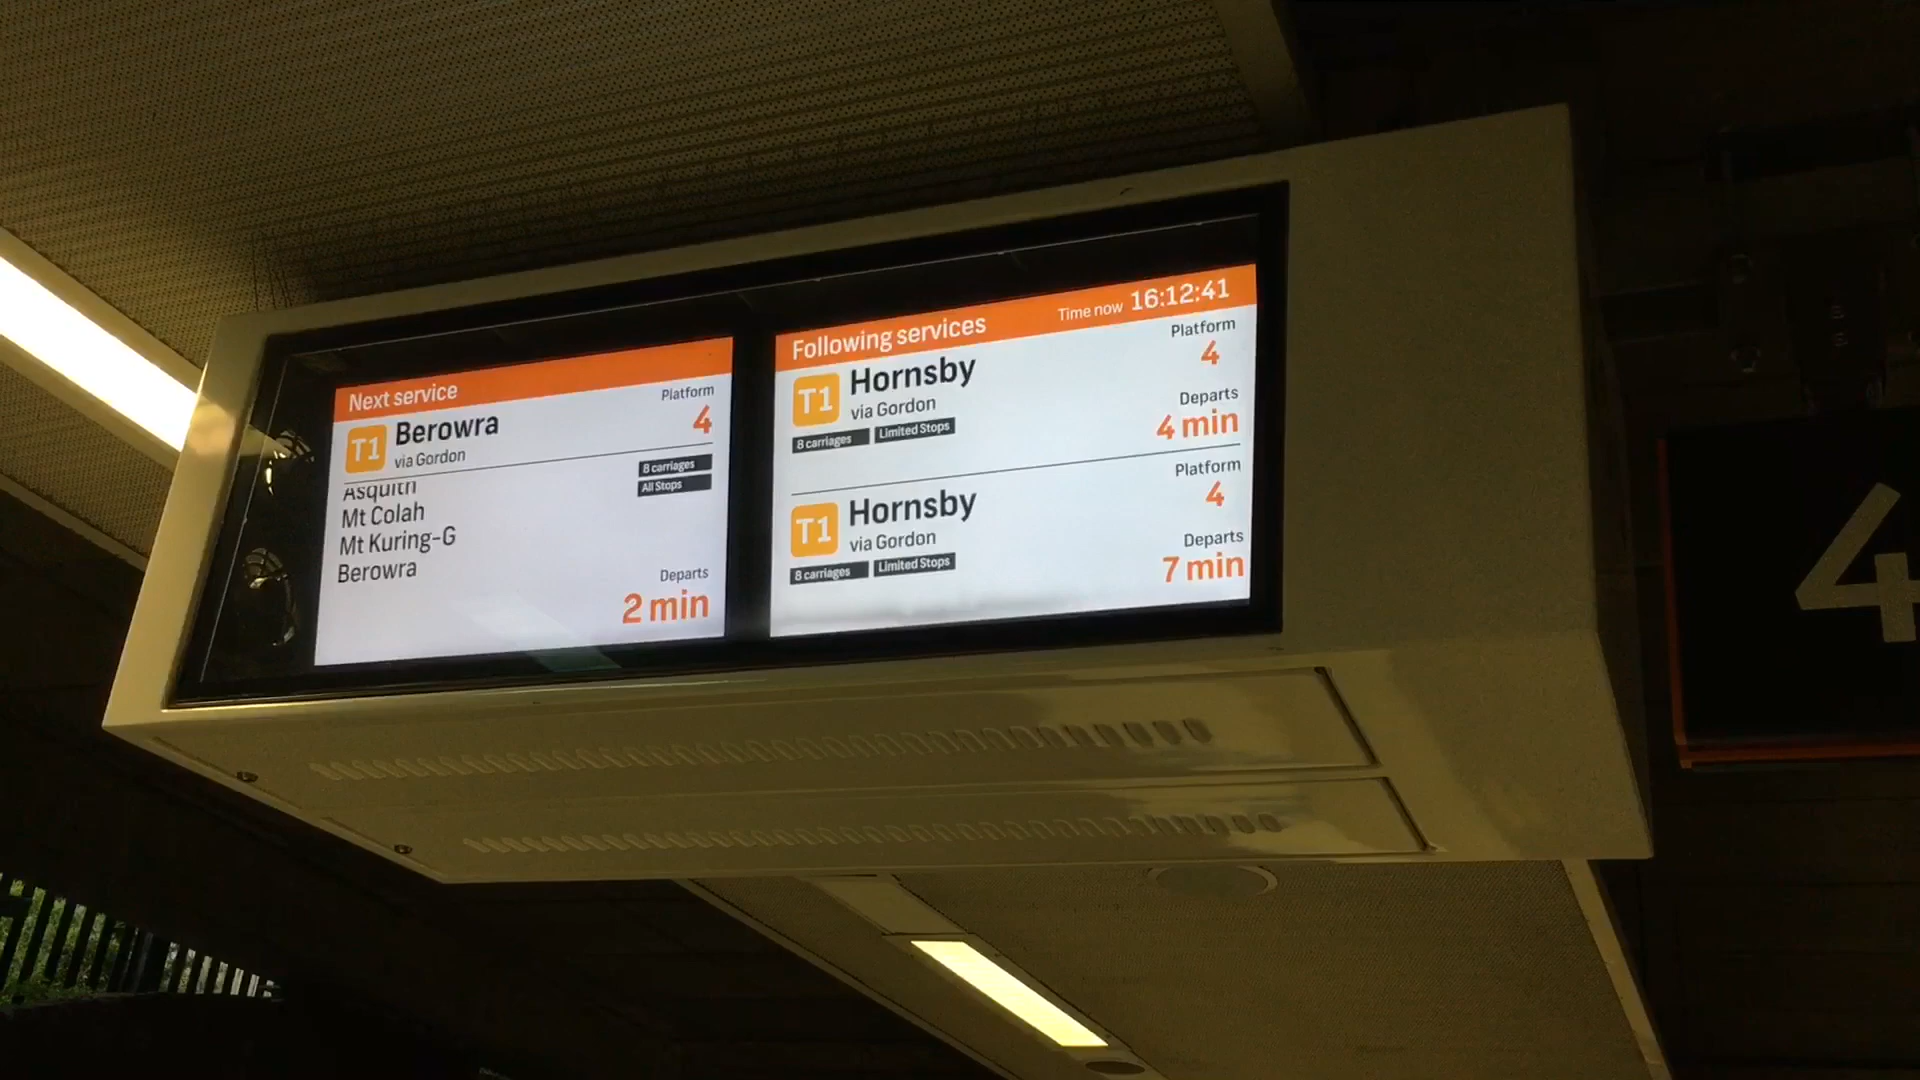 Next service
T1 Berowra
via Gordon
Platform
4
8 carriages
All Stops
Asquith
Mt Colah
Mt Kuring-G
Berowra
Departs
2 min
Following services
Time now 16:12:41
T1 Hornsby
via Gordon
8 carriages Limited Stops
Platform
4
Departs
4 min
T1 Hornsby
via Gordon
8 carriages Limited Stops
Platform
4
Departs
7 min
4